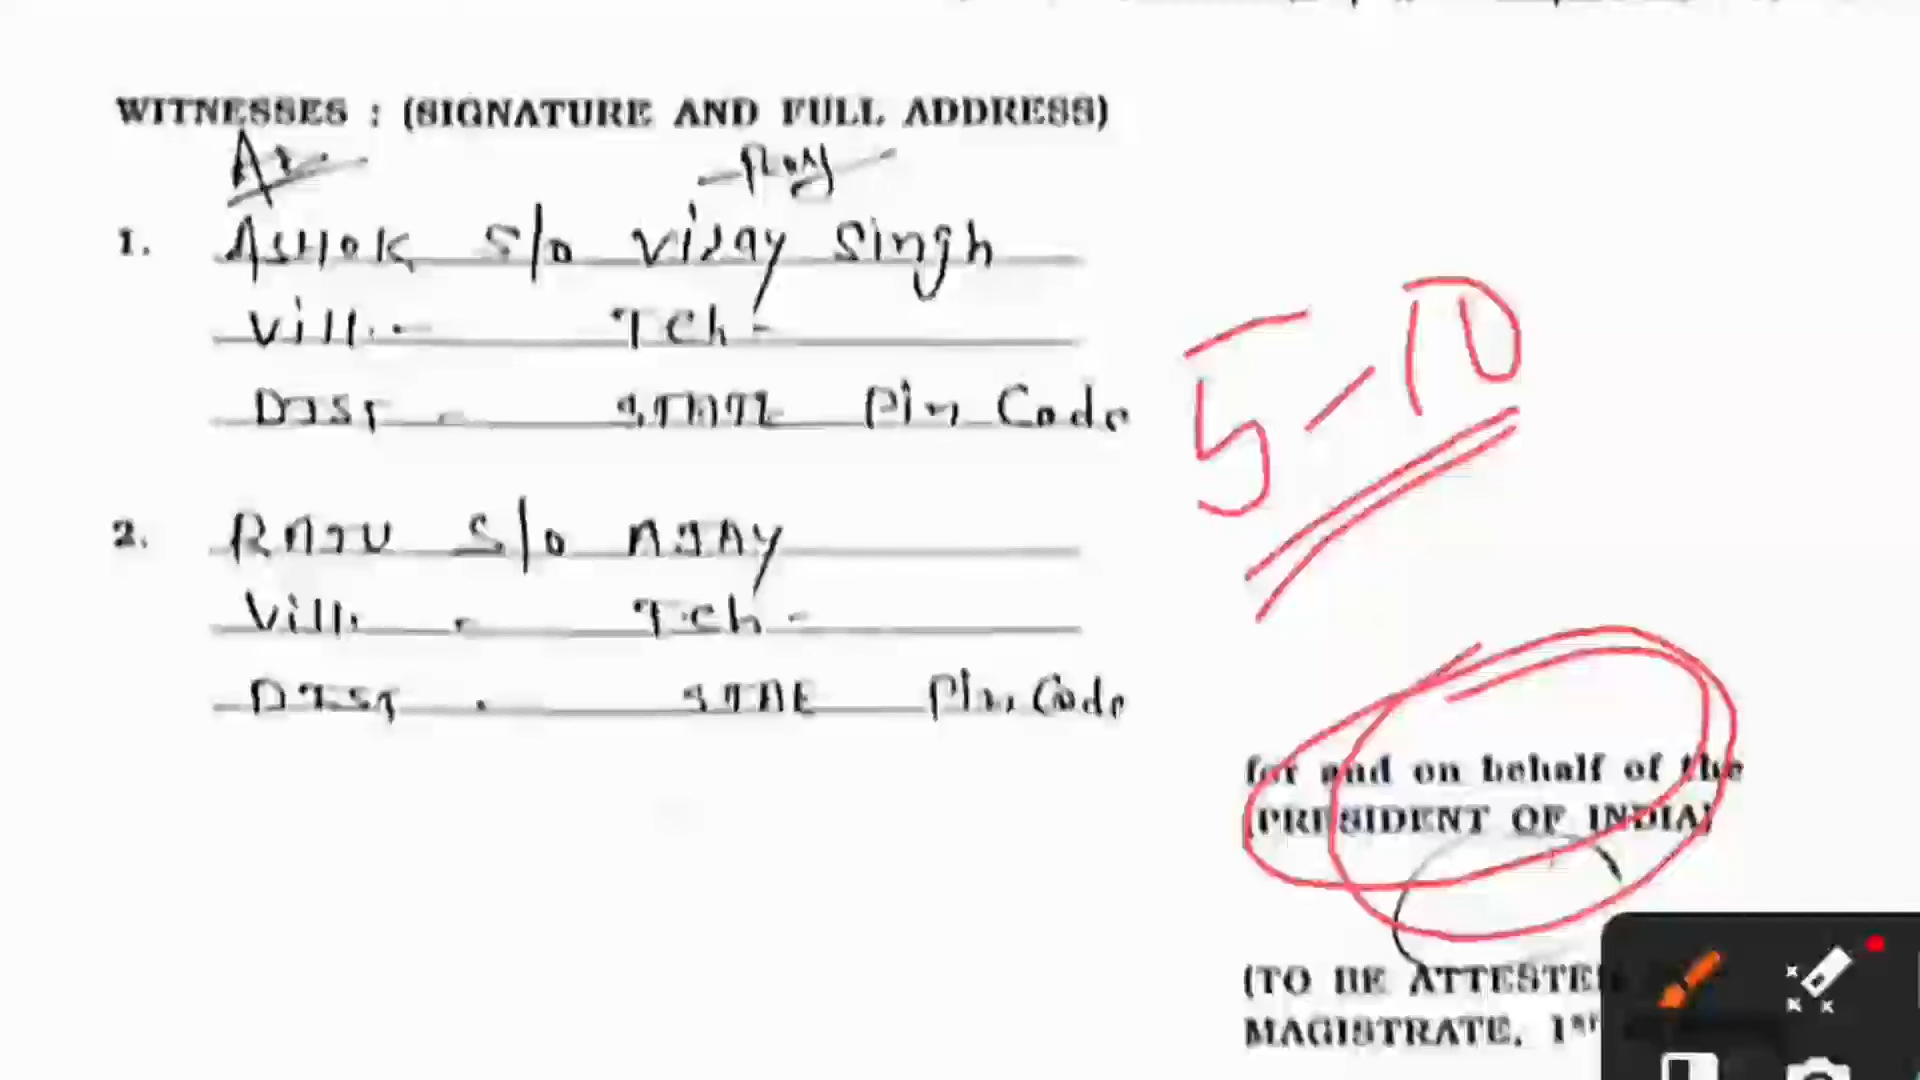 WITNESSES : (SIGNATURE AND FULL ADDRESS)
Raj
1. ASHOK S/o Vijay Singh
Vill. - Teh -
DIST - STATE Pin Code
2. RAJU S/o AJAY
Vill. - Teh -
DIST - STAE Pin Code
5-10
for and on behalf of the
(PRESIDENT OF INDIA)
(TO BE ATTESTED
MAGISTRATE, 1st